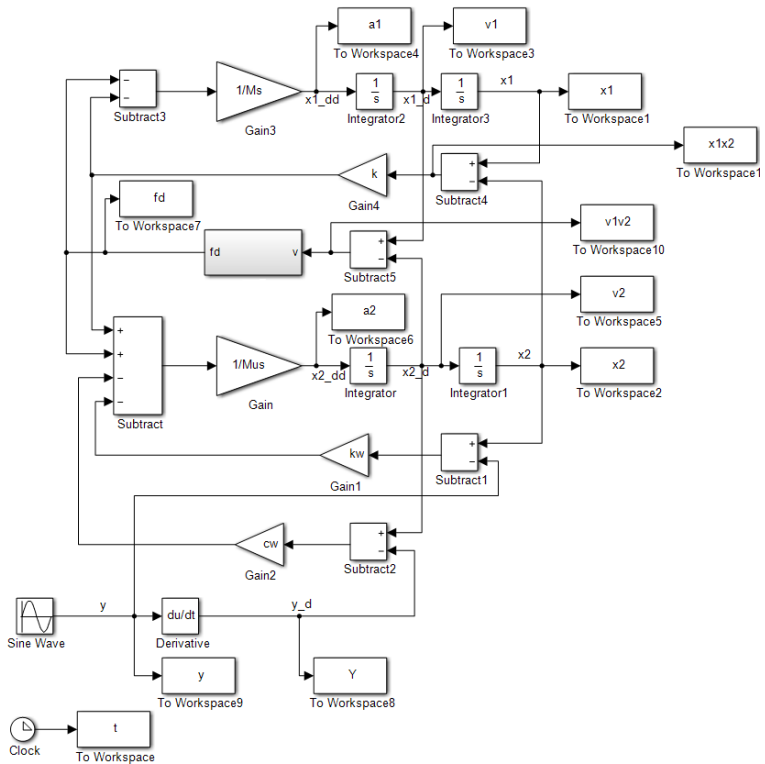 a1
To Workspace4
v1
To Workspace3
−
−
Subtract3
1/Ms
Gain3
x1_dd
1
s
Integrator2
x1_d
1
s
Integrator3
x1
x1
To Workspace1
x1x2
To Workspace1
k
Gain4
+
−
Subtract4
fd
To Workspace7
fd
v
+
−
Subtract5
v1v2
To Workspace10
v2
To Workspace5
a2
To Workspace6
+
+
−
−
Subtract
1/Mus
Gain
x2_dd
1
s
Integrator
x2_d
1
s
Integrator1
x2
x2
To Workspace2
kw
Gain1
+
−
Subtract1
cw
Gain2
+
−
Subtract2
Sine Wave
y
du/dt
Derivative
y_d
y
To Workspace9
Y
To Workspace8
Clock
t
To Workspace